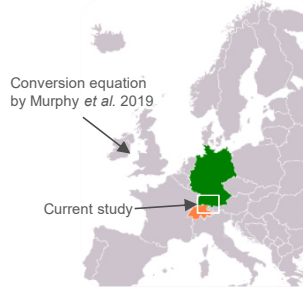 Conversion equation
by Murphy et al. 2019
Current study